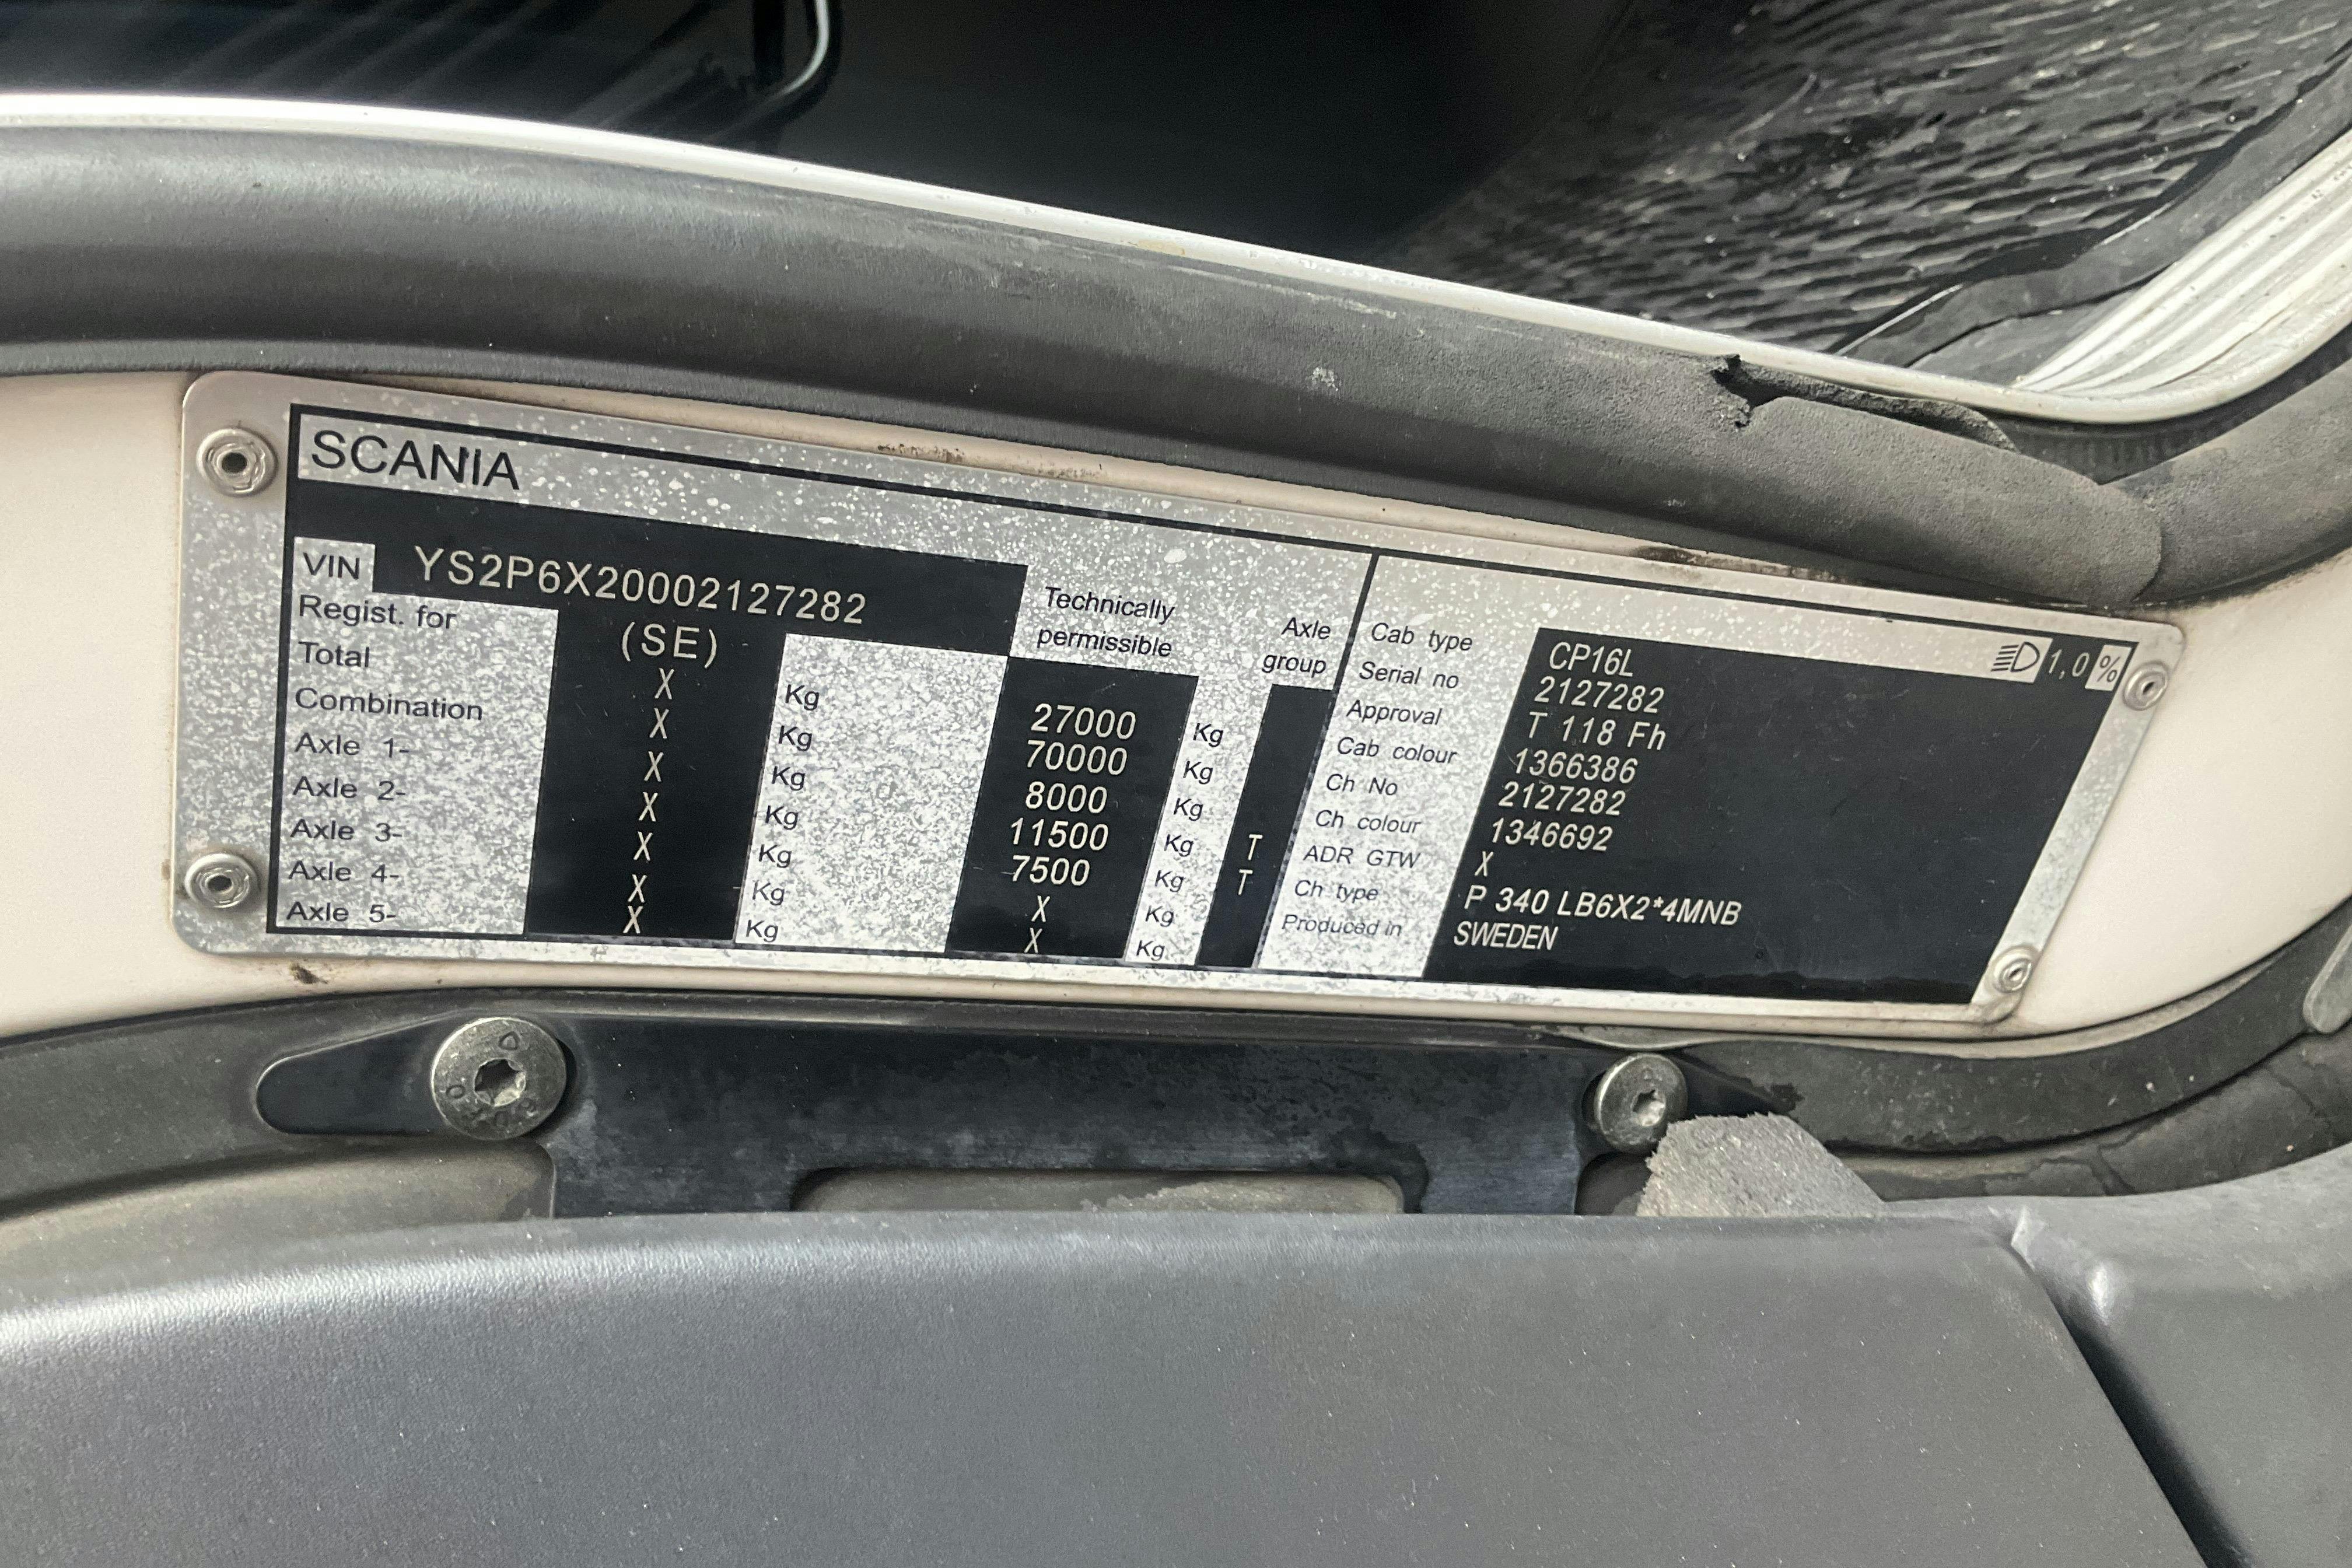 SCANIA
VIN YS2P6X20002127282
Regist. for (SE)
Technically permissible Axle group
Total X Kg 27000 Kg
Combination X Kg 70000 Kg
Axle 1- X Kg 8000 Kg
Axle 2- X Kg 11500 Kg T
Axle 3- X Kg 7500 Kg T
Axle 4- X Kg X Kg
Axle 5- X Kg X Kg
1,0 %
Cab type CP16L
Serial no 2127282
Approval T 118 Fh
Cab colour 1366386
Ch No 2127282
Ch colour 1346692
ADR GTW X
Ch type P 340 LB6X2*4MNB
Produced in SWEDEN